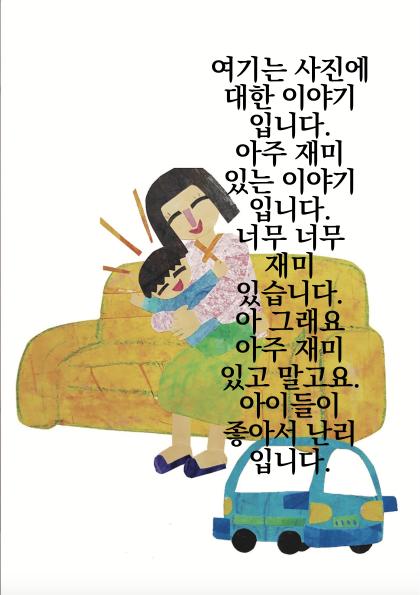 여기는 사진에
대한 이야기
입니다.
아주 재미
있는 이야기
입니다.
너무 너무
재미
있습니다.
아 그래요
아주 재미
있고 말고요.
아이들이
좋아서 난리
입니다.